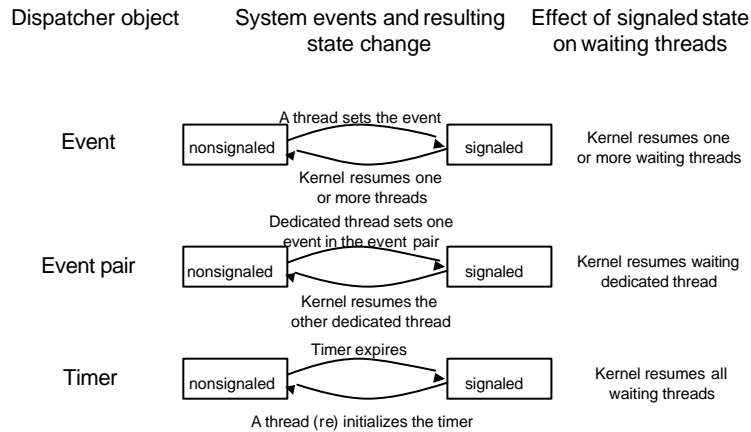 Dispatcher object
System events and resulting
state change
Effect of signaled state
on waiting threads
Event
nonsignaled
A thread sets the event
signaled
Kernel resumes one
or more threads
Kernel resumes one
or more waiting threads
Event pair
nonsignaled
Dedicated thread sets one
event in the event pair
signaled
Kernel resumes the
other dedicated thread
Kernel resumes waiting
dedicated thread
Timer
nonsignaled
Timer expires
signaled
A thread (re) initializes the timer
Kernel resumes all
waiting threads